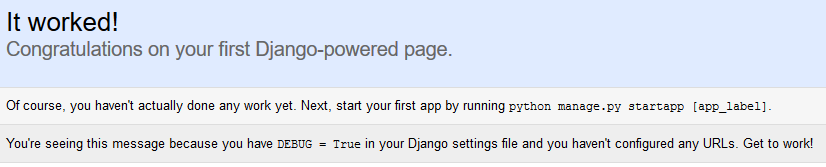 It worked!
Congratulations on your first Django-powered page.
Of course, you haven't actually done any work yet. Next, start your first app by running python manage.py startapp [app_label].
You're seeing this message because you have DEBUG = True in your Django settings file and you haven't configured any URLs. Get to work!